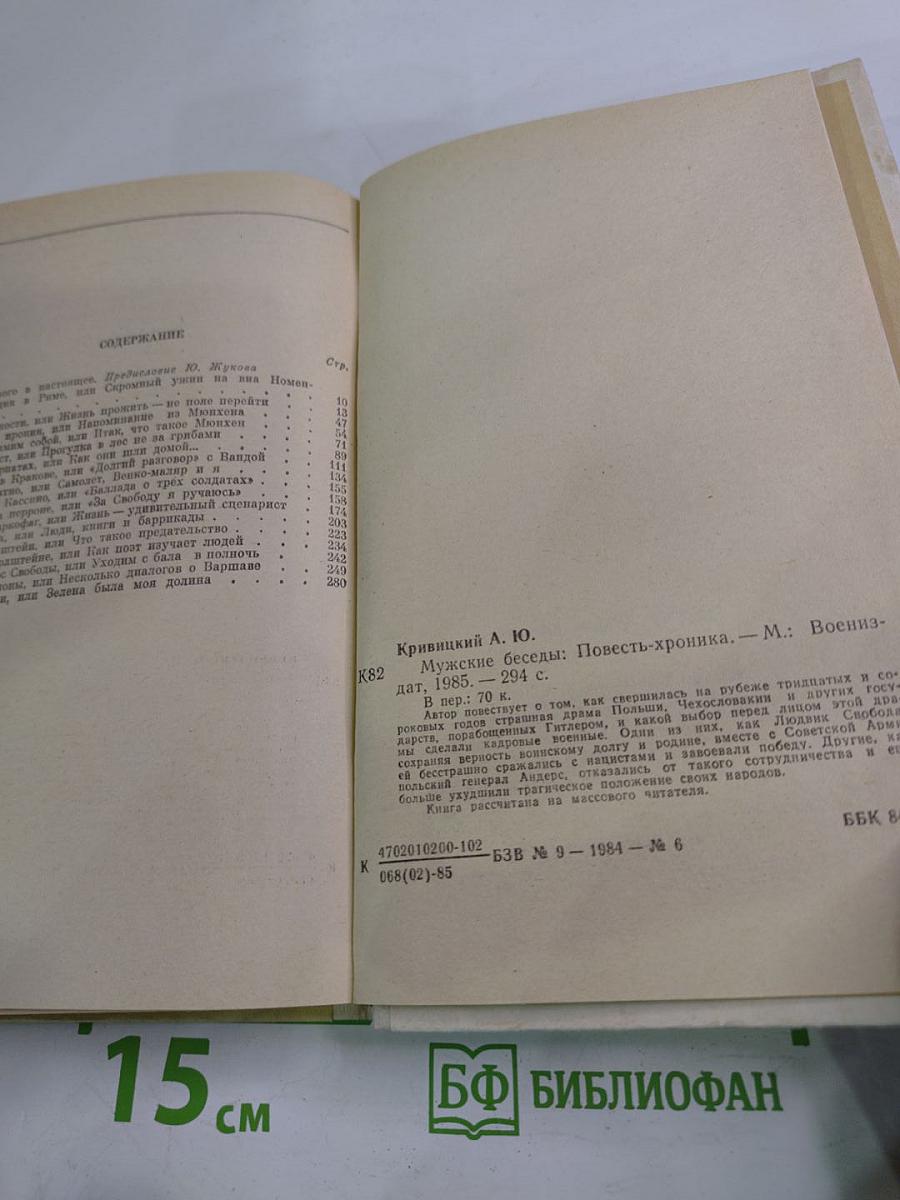 СОДЕРЖАНИЕ
Стр.
в настоящее. Предисловие Ю. Жукова
в Риме, или Скромный ужин на виа Номен-
10
или Жизнь прожить — не поле перейти . . 13
ирония, или Напоминание из Мюнхена . . 47
собой, или Итак, что такое Мюнхен . . 54
или Прогулка в лес не за грибами . . 71
или Как они шли домой... . . . 89
в Кракове, или «Долгий разговор» с Вандой . 111
или Самолет, Венко-маляр и я . . . 134
Кассино, или «Баллада о трёх солдатах» . . 155
перроне, или «За Свободу я ручаюсь» . . 158
или Жизнь — удивительный сценарист . 174
или Люди, книги и баррикады . . . . 203
или Что такое предательство . . . . 223
или Как поэт изучает людей . . . 234
Свободы, или Уходим с бала в полночь . 242
или Несколько диалогов о Варшаве . . 249
или Зелена была моя долина . . . . 280
Кривицкий А. Ю.
К82 Мужские беседы: Повесть-хроника. — М.: Воениз-
дат, 1985. — 294 с.
В пер.: 70 к.
Автор повествует о том, как свершилась на рубеже тридцатых и со-
роковых годов страшная драма Польши, Чехословакии и других госу-
дарств, порабощенных Гитлером, и какой выбор перед лицом этой дра-
мы сделали кадровые военные. Одни из них, как Людвик Свобода
сохраняя верность воинскому долгу и родине, вместе с Советской Арми
ей бесстрашно сражались с нацистами и завоевали победу. Другие, ка
польский генерал Андерс, отказались от такого сотрудничества и е
больше ухудшили трагическое положение своих народов.
Книга рассчитана на массового читателя.
К 4702010200-102
068(02)-85
БЗВ № 9 — 1984 — № 6
ББК 8
15 см
БФ БИБЛИОФАН